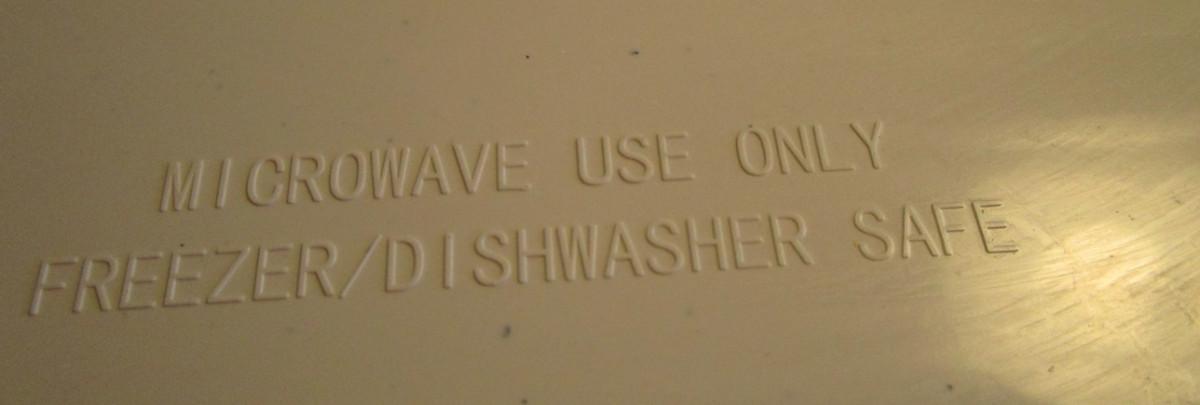 MICROWAVE USE ONLY
FREEZER/DISHWASHER SAFE